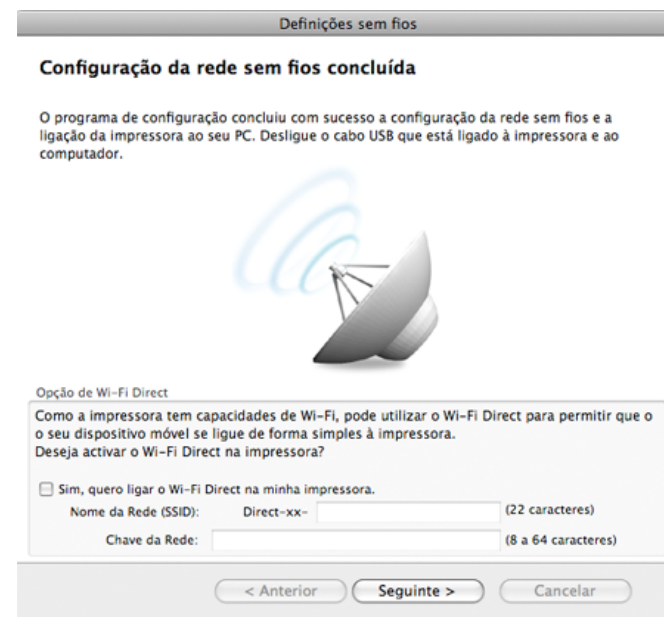 Definições sem fios
Configuração da rede sem fios concluída
O programa de configuração concluiu com sucesso a configuração da rede sem fios e a
ligação da impressora ao seu PC. Desligue o cabo USB que está ligado à impressora e ao
computador.
Opção de Wi-Fi Direct
Como a impressora tem capacidades de Wi-Fi, pode utilizar o Wi-Fi Direct para permitir que o
o seu dispositivo móvel se ligue de forma simples à impressora.
Deseja activar o Wi-Fi Direct na impressora?
Sim, quero ligar o Wi-Fi Direct na minha impressora.
Nome da Rede (SSID): Direct-xx- (22 caracteres)
Chave da Rede: (8 a 64 caracteres)
< Anterior Seguinte > Cancelar